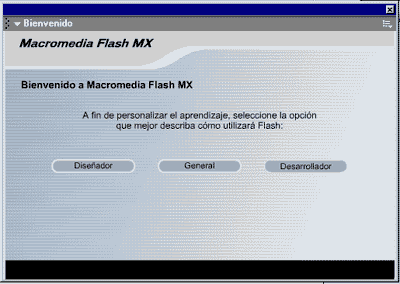 Bienvenido
Macromedia Flash MX
Bienvenido a Macromedia Flash MX
A fin de personalizar el aprendizaje, seleccione la opción
que mejor describa cómo utilizará Flash:
Diseñador General Desarrollador